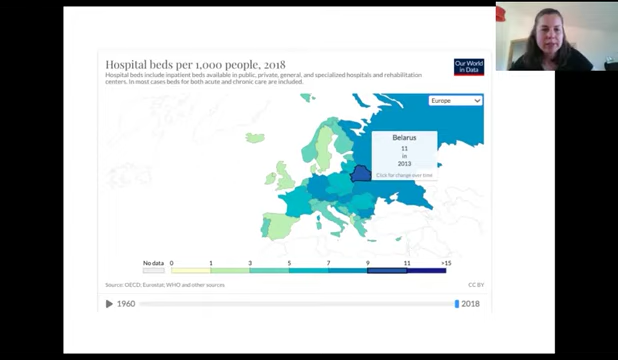 Hospital beds per 1,000 people, 2018
Hospital beds include inpatient beds available in public, private, general, and specialized hospitals and rehabilitation
centers. In most cases beds for both acute and chronic care are included.
Our World
in Data
Europe
Belarus
11
in
2013
Click for change over time
No data 0 1 3 5 7 9 11 >15
Source: OECD, Eurostat, WHO and other sources
CC BY
1960 2018